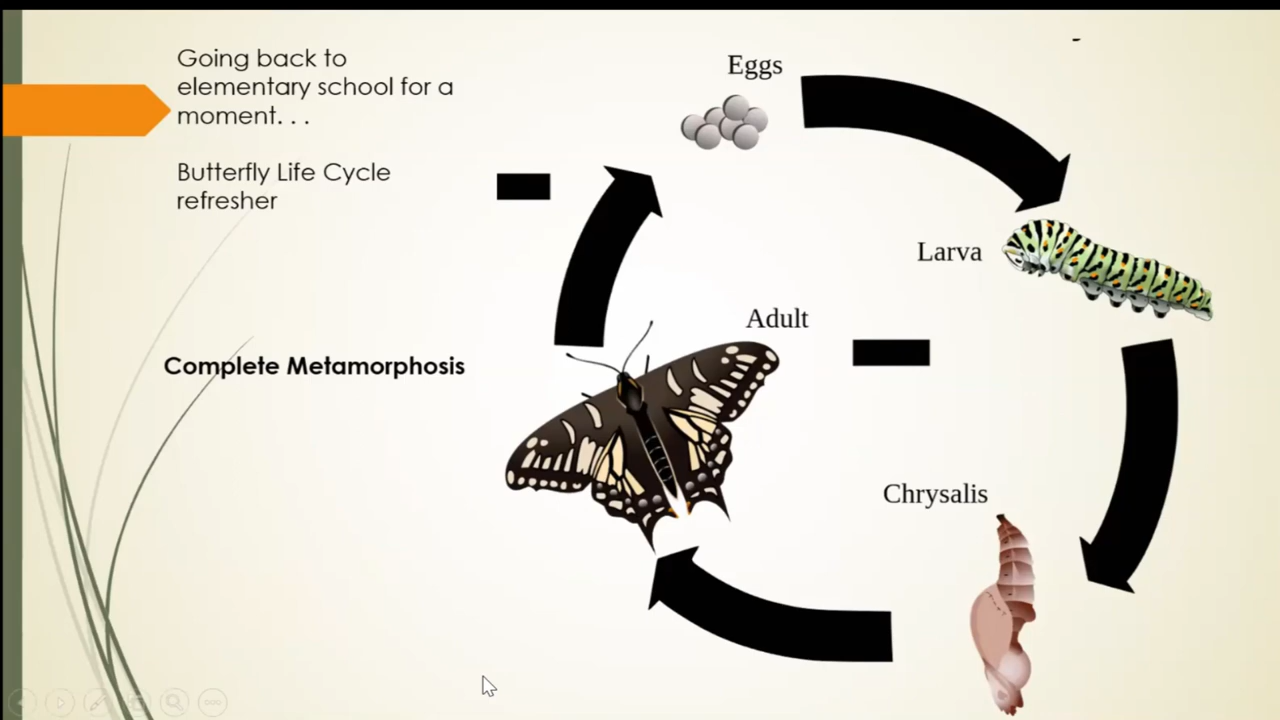 Going back to
elementary school for a
moment. . .
Butterfly Life Cycle
refresher
Complete Metamorphosis
Eggs
Larva
Adult
Chrysalis